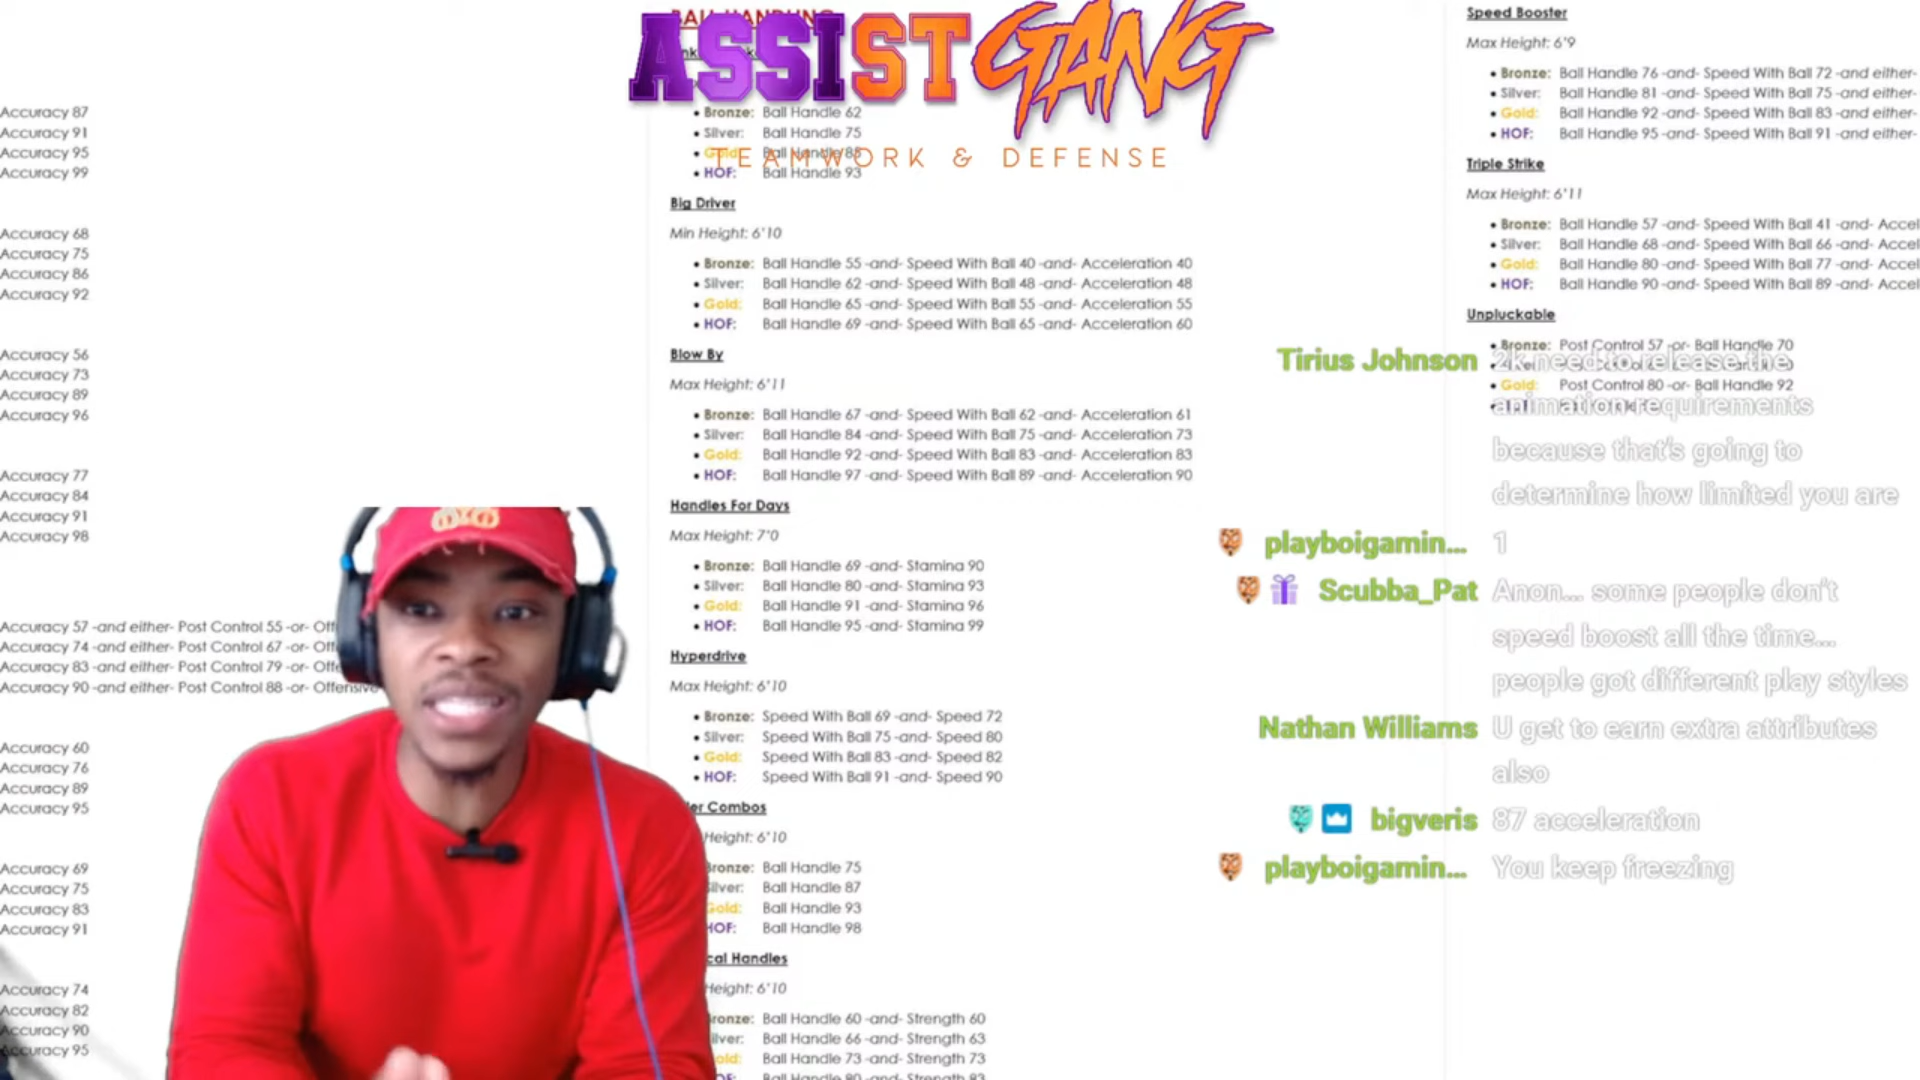 Accuracy 87
Accuracy 91
Accuracy 95
Accuracy 99
Accuracy 68
Accuracy 75
Accuracy 86
Accuracy 92
Accuracy 56
Accuracy 73
Accuracy 89
Accuracy 96
Accuracy 77
Accuracy 84
Accuracy 91
Accuracy 98
Accuracy 57 -and either- Post Control 55 -or-
Accuracy 74 -and either- Post Control 67 -or-
Accuracy 83 -and either- Post Control 79 -or-
Accuracy 90 -and either- Post Control 88 -or- Offensive
Accuracy 60
Accuracy 76
Accuracy 89
Accuracy 95
Accuracy 69
Accuracy 75
Accuracy 83
Accuracy 91
Accuracy 74
Accuracy 82
Accuracy 90
Accuracy 95
ASSIST GANG
TEAMWORK & DEFENSE
BALL HANDLING
• Bronze: Ball Handle 62
• Silver: Ball Handle 75
• Gold: Ball Handle 85
• HOF: Ball Handle 93
Big Driver
Min Height: 6'10
• Bronze: Ball Handle 55 -and- Speed With Ball 40 -and- Acceleration 40
• Silver: Ball Handle 62 -and- Speed With Ball 48 -and- Acceleration 48
• Gold: Ball Handle 65 -and- Speed With Ball 55 -and- Acceleration 55
• HOF: Ball Handle 69 -and- Speed With Ball 65 -and- Acceleration 60
Blow By
Max Height: 6'11
• Bronze: Ball Handle 67 -and- Speed With Ball 62 -and- Acceleration 61
• Silver: Ball Handle 84 -and- Speed With Ball 75 -and- Acceleration 73
• Gold: Ball Handle 92 -and- Speed With Ball 83 -and- Acceleration 83
• HOF: Ball Handle 97 -and- Speed With Ball 89 -and- Acceleration 90
Handles For Days
Max Height: 7'0
• Bronze: Ball Handle 69 -and- Stamina 90
• Silver: Ball Handle 80 -and- Stamina 93
• Gold: Ball Handle 91 -and- Stamina 96
• HOF: Ball Handle 95 -and- Stamina 99
Hyperdrive
Max Height: 6'10
• Bronze: Speed With Ball 69 -and- Speed 72
• Silver: Speed With Ball 75 -and- Speed 80
• Gold: Speed With Ball 83 -and- Speed 82
• HOF: Speed With Ball 91 -and- Speed 90
Combos
Height: 6'10
Bronze: Ball Handle 75
Silver: Ball Handle 87
Gold: Ball Handle 93
HOF: Ball Handle 98
Handles
Height: 6'10
Bronze: Ball Handle 60 -and- Strength 60
Silver: Ball Handle 66 -and- Strength 63
Gold: Ball Handle 73 -and- Strength 73
Ball Handle 80 -and- Strength 83
Speed Booster
Max Height: 6'9
• Bronze: Ball Handle 76 -and- Speed With Ball 72 -and either-
• Silver: Ball Handle 81 -and- Speed With Ball 75 -and either-
• Gold: Ball Handle 92 -and- Speed With Ball 83 -and either-
• HOF: Ball Handle 95 -and- Speed With Ball 91 -and either-
Triple Strike
Max Height: 6'11
• Bronze: Ball Handle 57 -and- Speed With Ball 41 -and- Accel
• Silver: Ball Handle 68 -and- Speed With Ball 66 -and- Accel
• Gold: Ball Handle 80 -and- Speed With Ball 77 -and- Accel
• HOF: Ball Handle 90 -and- Speed With Ball 89 -and- Accel
Unpluckable
• Bronze: Post Control 57 -or- Ball Handle 70
• Gold: Post Control 80 -or- Ball Handle 92
Tirius Johnson 2k need to release the
animation requirements
because that's going to
determine how limited you are
playboigamin... 1
Scubba_Pat Anon... some people don't
speed boost all the time...
people got different play styles
Nathan Williams U get to earn extra attributes
also
bigveris 87 acceleration
playboigamin... You keep freezing